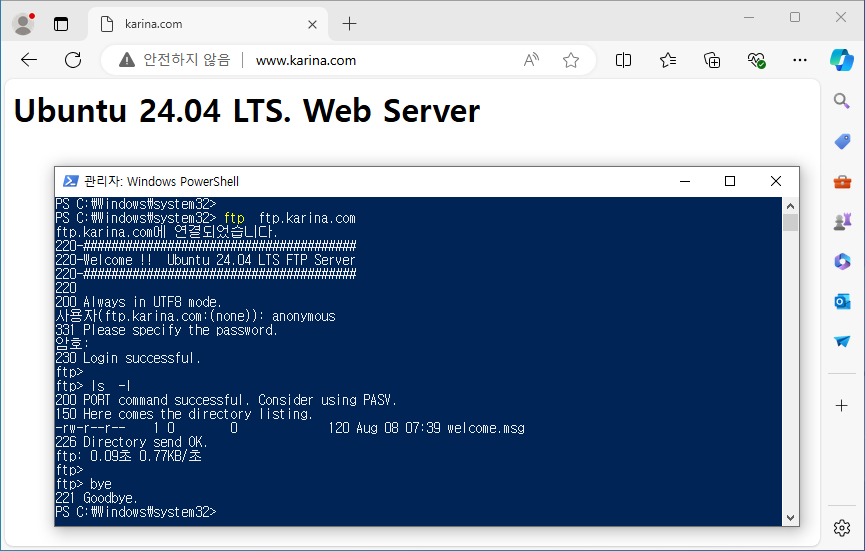 karina.com
안전하지 않음 www.karina.com
Ubuntu 24.04 LTS. Web Server
관리자: Windows PowerShell
PS C:\Windows\system32>
PS C:\Windows\system32> ftp  ftp.karina.com
ftp.karina.com에 연결되었습니다.
220-#######################################
220-Welcome !!  Ubuntu 24.04 LTS FTP Server
220-#######################################
220
200 Always in UTF8 mode.
사용자(ftp.karina.com:(none)): anonymous
331 Please specify the password.
암호:
230 Login successful.
ftp>
ftp> ls  -l
200 PORT command successful. Consider using PASV.
150 Here comes the directory listing.
-rw-r--r--    1 0        0             120 Aug 08 07:39 welcome.msg
226 Directory send OK.
ftp: 0.09초 0.77KB/초
ftp>
ftp> bye
221 Goodbye.
PS C:\Windows\system32>